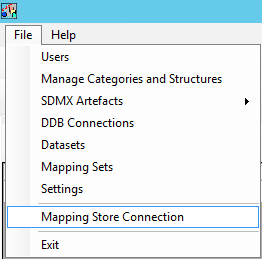 File Help
Users
Manage Categories and Structures
SDMX Artefacts
DDB Connections
Datasets
Mapping Sets
Settings
Mapping Store Connection
Exit